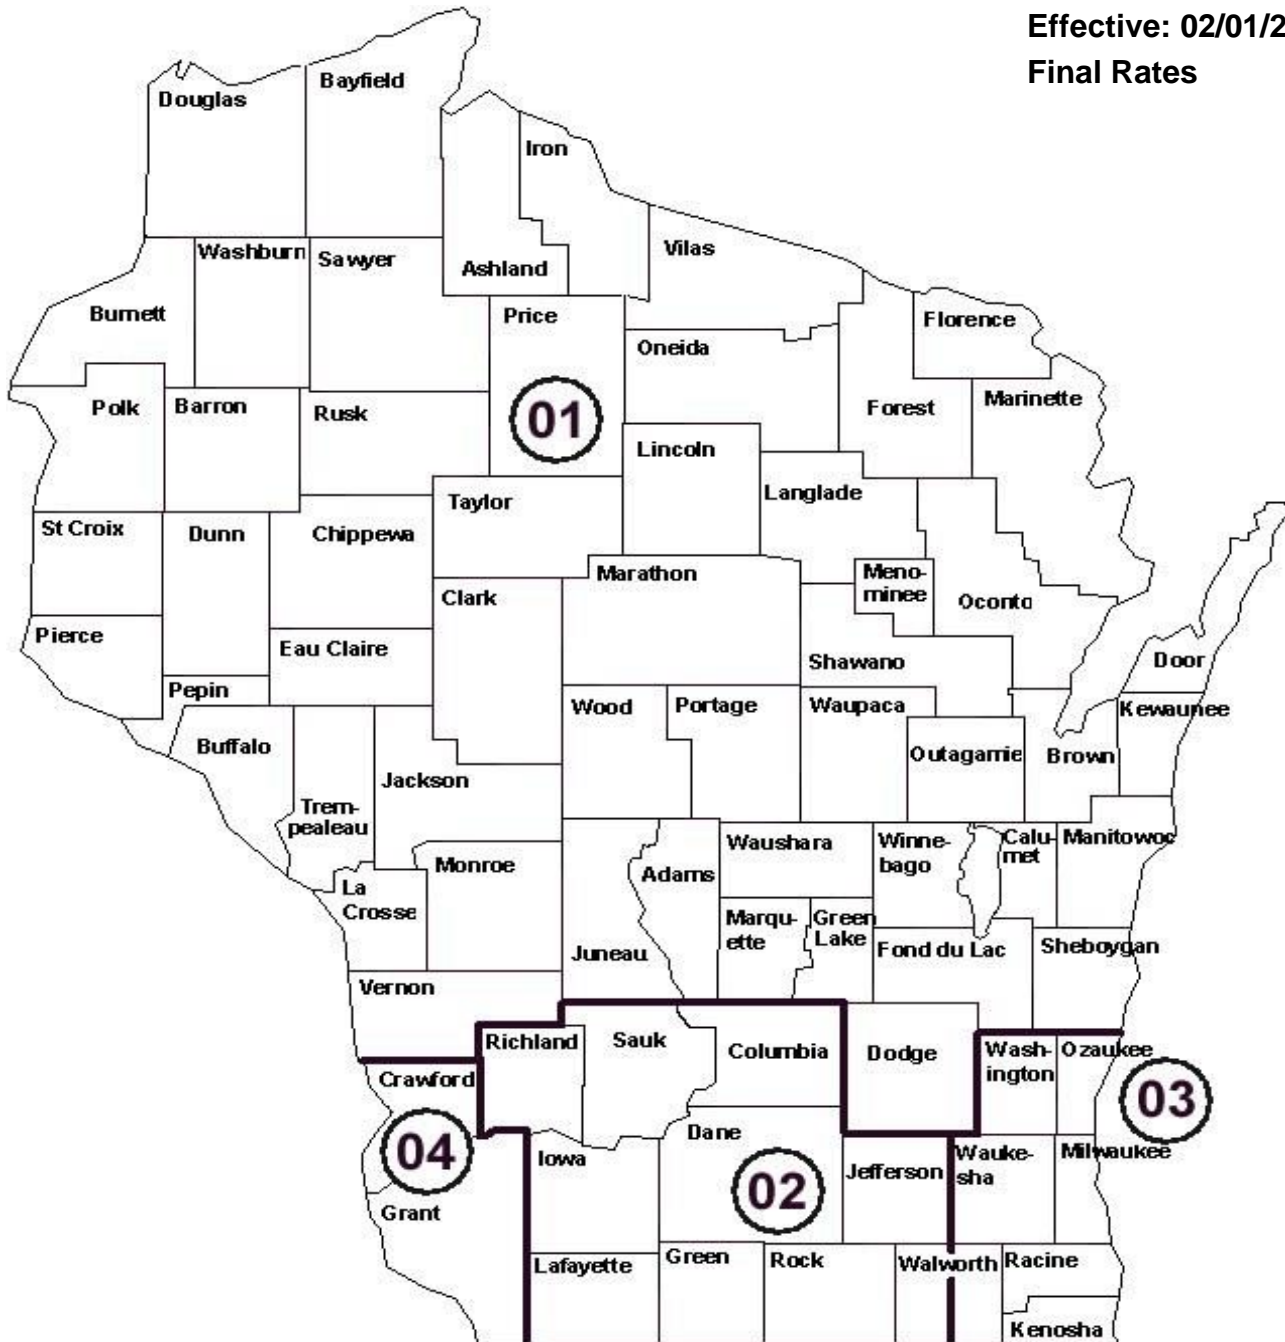 Effective: 02/01/2
Final Rates
Douglas
Bayfield
Iron
Vilas
Washburn
Sawyer
Ashland
Burnett
Price
Florence
Oneida
Polk
Barron
Rusk
01
Forest
Marinette
Lincoln
Langlade
Taylor
St Croix
Dunn
Chippewa
Marathon
Meno-
minee
Clark
Oconto
Pierce
Eau Claire
Shawano
Door
Pepin
Wood
Portage
Waupaca
Kewaunee
Buffalo
Outagamie
Brown
Jackson
Trem-
pealeau
Waushara
Winne-
bago
Calu-
met
Manitowoc
Monroe
Adams
La
Crosse
Marqu-
ette
Green
Lake
Juneau
Fond du Lac
Sheboygan
Vernon
Richland
Sauk
Columbia
Dodge
Wash-
ington
Ozaukee
Crawford
03
04
Dane
Iowa
Jefferson
Wauke-
sha
Milwaukee
02
Grant
Lafayette
Green
Rock
Walworth
Racine
Kenosha